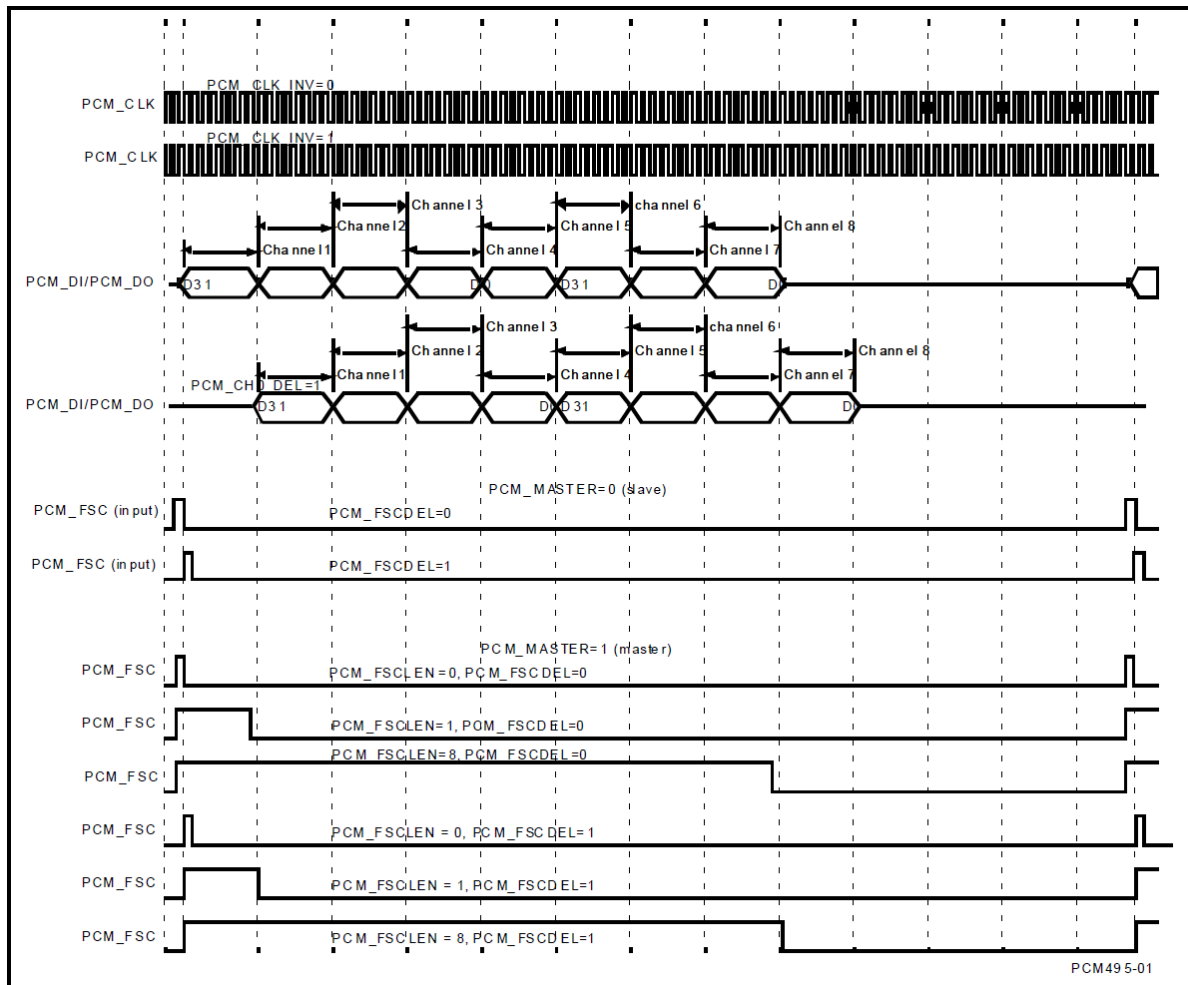 PCM_CLK_INV=0
PCM_CLK
PCM_CLK_INV=1
PCM_CLK
Channel 3 channel 6
Channel 2 Channel 5 Channel 8
Channel 1 Channel 4 Channel 7
PCM_DI/PCM_DO D31 D0 D31 D0
Channel 3 channel 6
Channel 2 Channel 5 Channel 8
PCM_CH0_DEL=1 Channel 1 Channel 4 Channel 7
PCM_DI/PCM_DO D31 D0 D31 D0
PCM_MASTER=0 (slave)
PCM_FSC (input) PCM_FSCDEL=0
PCM_FSC (input) PCM_FSCDEL=1
PCM_MASTER=1 (master)
PCM_FSC PCM_FSCLEN=0, PCM_FSCDEL=0
PCM_FSC PCM_FSCLEN=1, PCM_FSCDEL=0
PCM_FSC PCM_FSCLEN=8, PCM_FSCDEL=0
PCM_FSC PCM_FSCLEN = 0, PCM_FSCDEL=1
PCM_FSC PCM_FSCLEN = 1, PCM_FSCDEL=1
PCM_FSC PCM_FSCLEN = 8, PCM_FSCDEL=1
PCM495-01